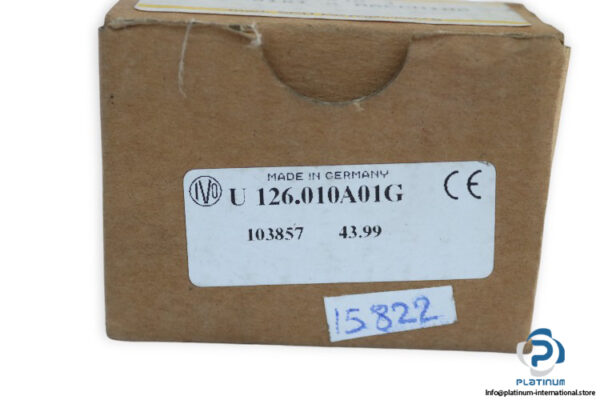 MADE IN GERMANY
IVO U 126.010A01G CE
103857 43.99
15822
PLATINUM
Info@platinum-international.store